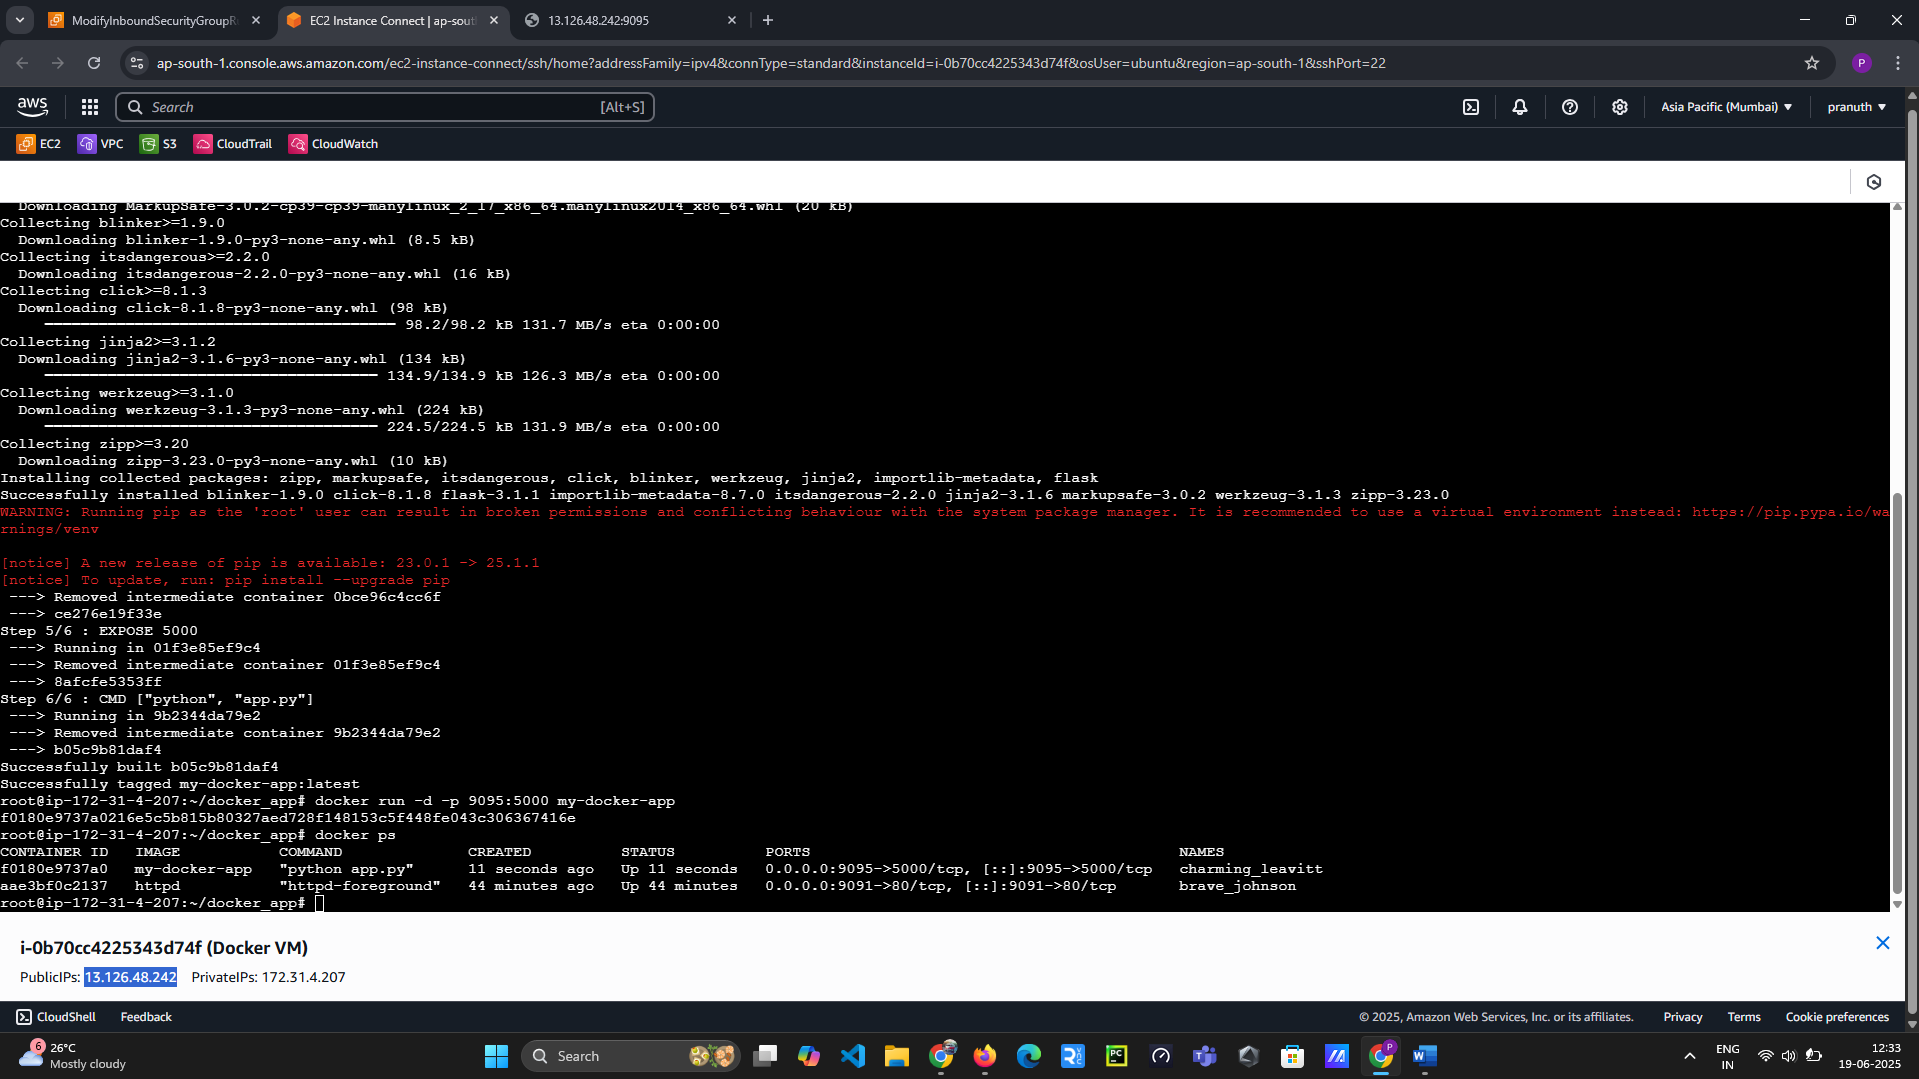 ModifyInboundSecurityGroupR
EC2 Instance Connect | ap-sout
13.126.48.242:9095
ap-south-1.console.aws.amazon.com/ec2-instance-connect/ssh/home?addressFamily=ipv4&connType=standard&instanceId=i-0b70cc4225343d74f&osUser=ubuntu&region=ap-south-1&sshPort=22
P
aws
Search
[Alt+S]
Asia Pacific (Mumbai)
pranuth
EC2
VPC
S3
CloudTrail
CloudWatch
Downloading MarkupSafe-3.0.2-cp39-cp39-manylinux_2_17_x86_64.manylinux2014_x86_64.whl (20 kB)
Collecting blinker>=1.9.0
Downloading blinker-1.9.0-py3-none-any.whl (8.5 kB)
Collecting itsdangerous>=2.2.0
Downloading itsdangerous-2.2.0-py3-none-any.whl (16 kB)
Collecting click>=8.1.3
Downloading click-8.1.8-py3-none-any.whl (98 kB)
98.2/98.2 kB 131.7 MB/s eta 0:00:00
Collecting jinja2>=3.1.2
Downloading jinja2-3.1.6-py3-none-any.whl (134 kB)
134.9/134.9 kB 126.3 MB/s eta 0:00:00
Collecting werkzeug>=3.1.0
Downloading werkzeug-3.1.3-py3-none-any.whl (224 kB)
224.5/224.5 kB 131.9 MB/s eta 0:00:00
Collecting zipp>=3.20
Downloading zipp-3.23.0-py3-none-any.whl (10 kB)
Installing collected packages: zipp, markupsafe, itsdangerous, click, blinker, werkzeug, jinja2, importlib-metadata, flask
Successfully installed blinker-1.9.0 click-8.1.8 flask-3.1.1 importlib-metadata-8.7.0 itsdangerous-2.2.0 jinja2-3.1.6 markupsafe-3.0.2 werkzeug-3.1.3 zipp-3.23.0
WARNING: Running pip as the 'root' user can result in broken permissions and conflicting behaviour with the system package manager. It is recommended to use a virtual environment instead: https://pip.pypa.io/wa
rnings/venv
[notice] A new release of pip is available: 23.0.1 -> 25.1.1
[notice] To update, run: pip install --upgrade pip
---> Removed intermediate container 0bce96c4cc6f
---> ce276e19f33e
Step 5/6 : EXPOSE 5000
---> Running in 01f3e85ef9c4
---> Removed intermediate container 01f3e85ef9c4
---> 8afcfe5353ff
Step 6/6 : CMD ["python", "app.py"]
---> Running in 9b2344da79e2
---> Removed intermediate container 9b2344da79e2
---> b05c9b81daf4
Successfully built b05c9b81daf4
Successfully tagged my-docker-app:latest
root@ip-172-31-4-207:~/docker_app# docker run -d -p 9095:5000 my-docker-app
f0180e9737a0216e5c5b815b80327aed728f148153c5f448fe043c306367416e
root@ip-172-31-4-207:~/docker_app# docker ps
CONTAINER ID   IMAGE   COMMAND   CREATED   STATUS   PORTS   NAMES
f0180e9737a0   my-docker-app   "python app.py"   11 seconds ago   Up 11 seconds   0.0.0.0:9095->5000/tcp, [::]:9095->5000/tcp   charming_leavitt
aae3bf0c2137   httpd   "httpd-foreground"   44 minutes ago   Up 44 minutes   0.0.0.0:9091->80/tcp, [::]:9091->80/tcp   brave_johnson
root@ip-172-31-4-207:~/docker_app#
i-0b70cc4225343d74f (Docker VM)
PublicIPs: 13.126.48.242   PrivateIPs: 172.31.4.207
CloudShell
Feedback
© 2025, Amazon Web Services, Inc. or its affiliates.
Privacy
Terms
Cookie preferences
6
26°C
Mostly cloudy
Search
ENG
IN
12:33
19-06-2025